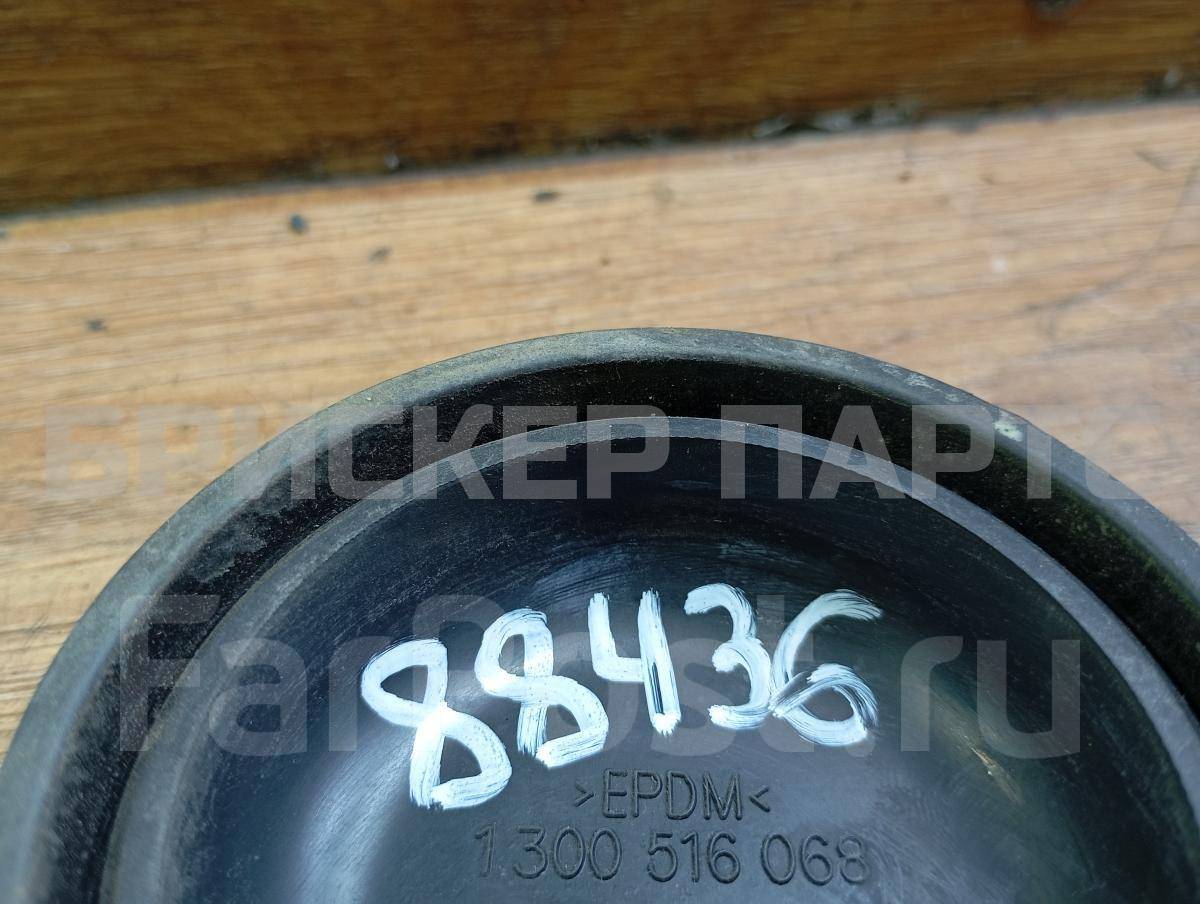 БРИСКЕР ПАРТС
FarPost.ru
88436
>EPDM<
1 300 516 068